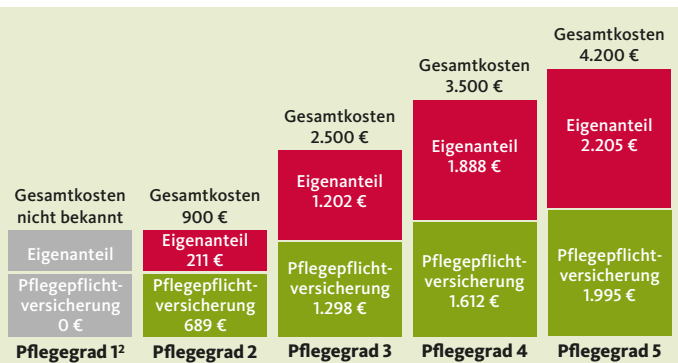 Gesamtkosten
nicht bekannt
Eigenanteil
Pflegepflicht-
versicherung
0 €
Pflegegrad 1²
Gesamtkosten
900 €
Eigenanteil
211 €
Pflegepflicht-
versicherung
689 €
Pflegegrad 2
Gesamtkosten
2.500 €
Eigenanteil
1.202 €
Pflegepflicht-
versicherung
1.298 €
Pflegegrad 3
Gesamtkosten
3.500 €
Eigenanteil
1.888 €
Pflegepflicht-
versicherung
1.612 €
Pflegegrad 4
Gesamtkosten
4.200 €
Eigenanteil
2.205 €
Pflegepflicht-
versicherung
1.995 €
Pflegegrad 5